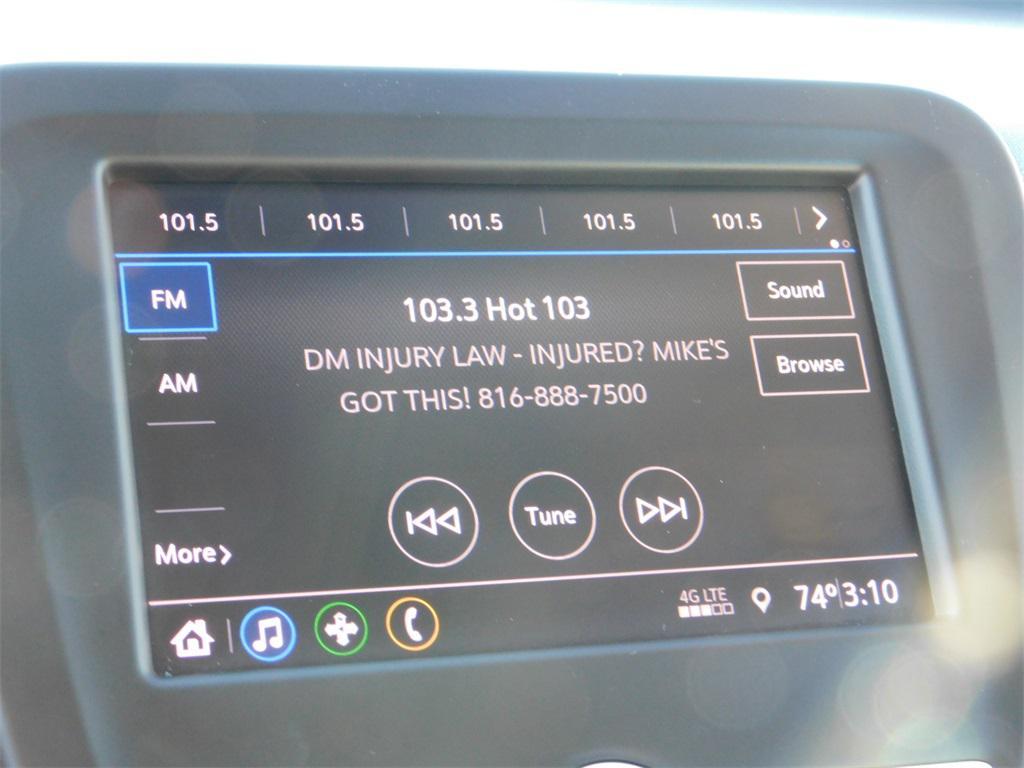 101.5 101.5 101.5 101.5 101.5
FM
103.3 Hot 103
Sound
DM INJURY LAW - INJURED? MIKE'S
GOT THIS! 816-888-7500
Browse
AM
Tune
More
4G LTE
74° 3:10